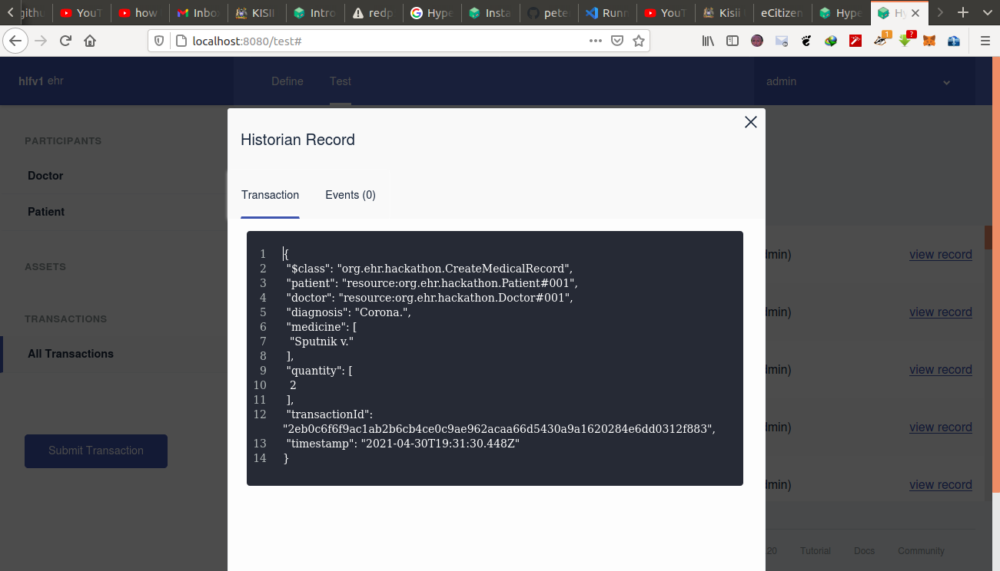 ithu
YouT
how
Inbo
KISII
Intro
redp
Hype
Insta
pete
Runn
YouT
Kisii
eCitizen
Hype
Hy
localhost:8080/test#
hlfv1 ehr
Define
Test
admin
PARTICIPANTS
Doctor
Patient
ASSETS
TRANSACTIONS
All Transactions
Submit Transaction
Historian Record
Transaction
Events (0)
1 {
2 "$class": "org.ehr.hackathon.CreateMedicalRecord",
3 "patient": "resource:org.ehr.hackathon.Patient#001",
4 "doctor": "resource:org.ehr.hackathon.Doctor#001",
5 "diagnosis": "Corona.",
6 "medicine": [
7 "Sputnik v."
8 ],
9 "quantity": [
10 2
11 ],
12 "transactionId":
"2eb0c6f6f9ac1ab2b6cb4ce0c9ae962acaa66d5430a9a1620284e6dd0312f883",
13 "timestamp": "2021-04-30T19:31:30.448Z"
14 }
dmin) view record
dmin) view record
dmin) view record
dmin) view record
dmin) view record
.20 Tutorial Docs Community